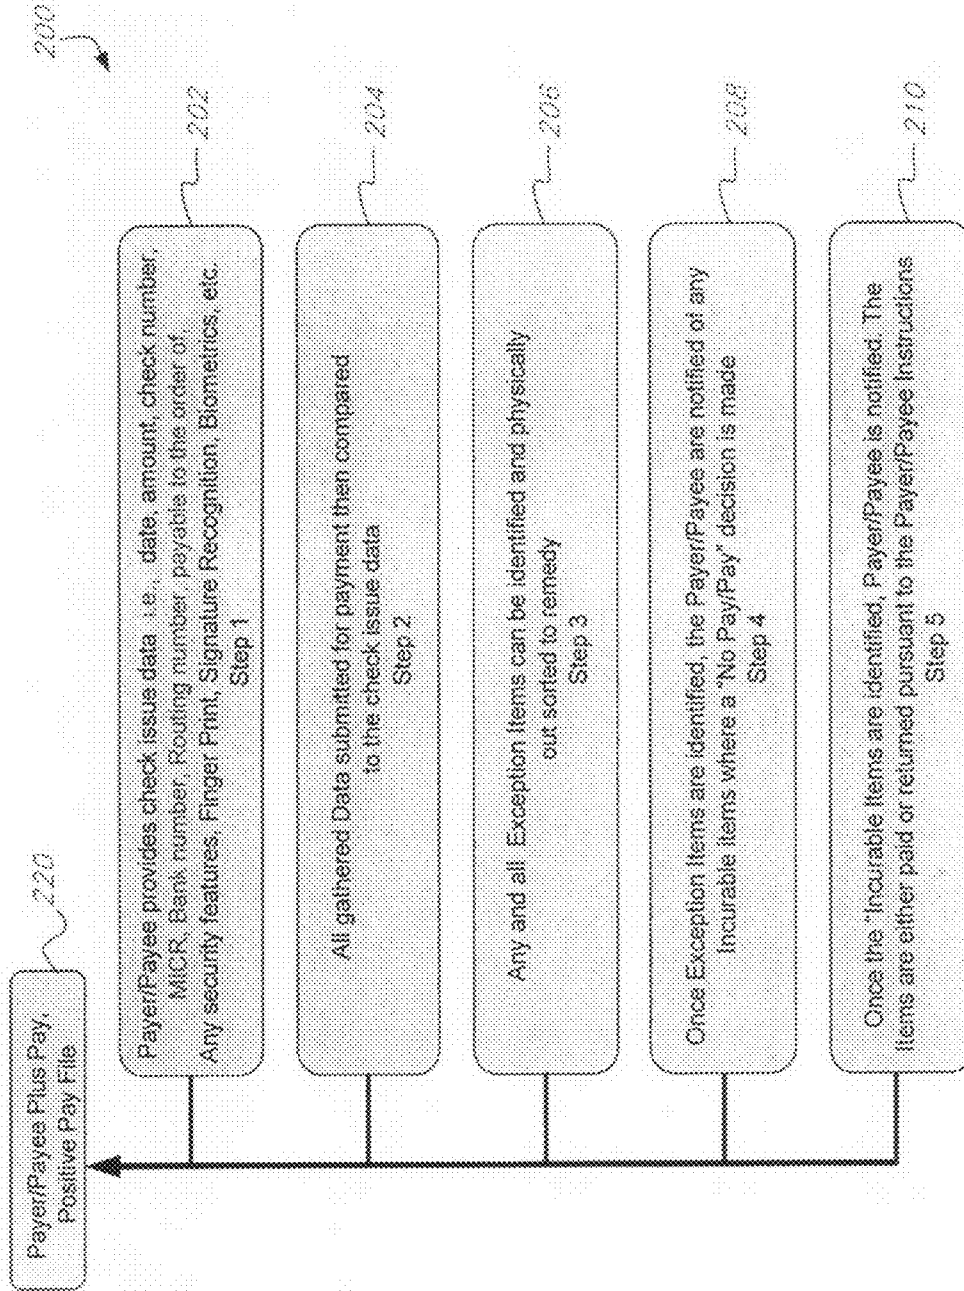 200
Payer/Payee Plus Pay,
Positive Pay File
220
Payer/Payee provides check issue data i.e., date, amount, check number,
MICR, Bank number, Routing number, payable to the order of,
Any security features, Finger Print, Signature Recognition, Biometrics, etc.
Step 1
202
All gathered Data submitted for payment then compared
to the check issue data
Step 2
204
Any and all Exception Items can be identified and physically
out sorted to remedy
Step 3
206
Once Exception Items are identified, the Payer/Payee are notified of any
Incurable items where a "No Pay/Pay" decision is made
Step 4
208
Once the "Incurable Items are identified, Payer/Payee is notified. The
Items are either paid or returned pursuant to the Payer/Payee Instructions
Step 5
210